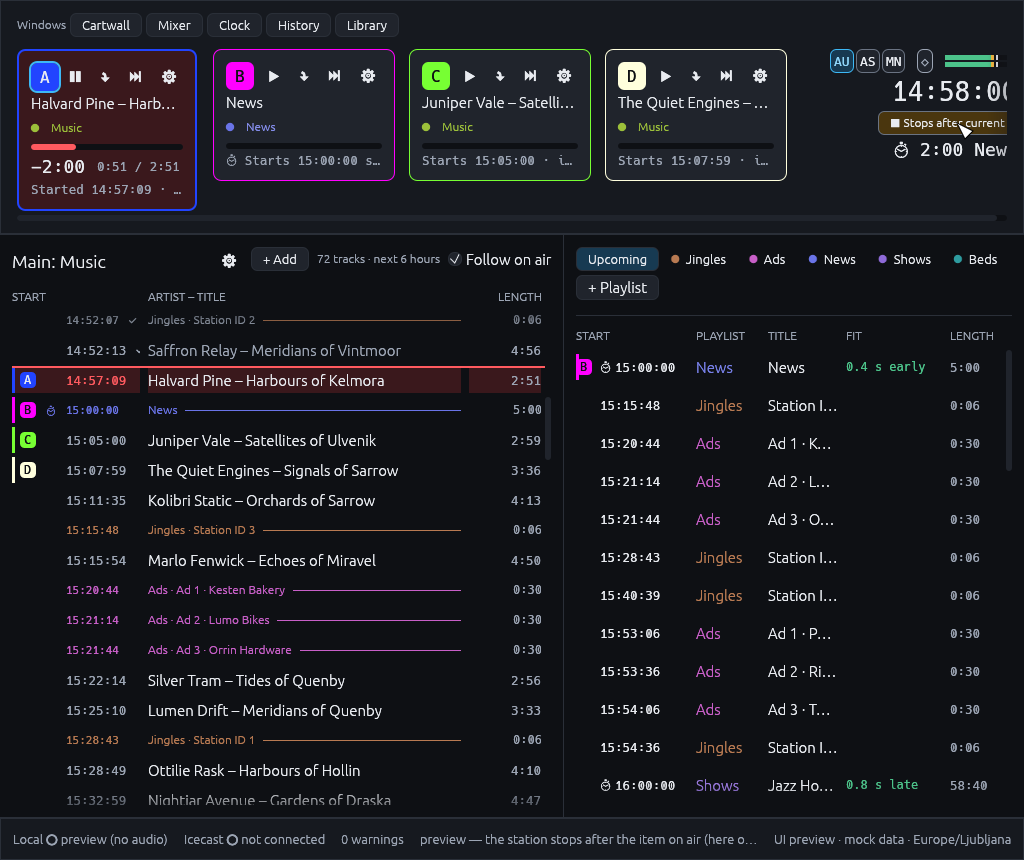 Windows Cartwall Mixer Clock History Library
A
Halvard Pine – Harb…
Music
−2:00 0:51 / 2:51
Started 14:57:09 · …
B
News
News
Starts 15:00:00 s…
C
Juniper Vale – Satelli…
Music
Starts 15:05:00 · i…
D
The Quiet Engines – …
Music
Starts 15:07:59 · i…
AU AS MN
14:58:00
Stops after current
2:00 New
Main: Music + Add 72 tracks · next 6 hours Follow on air
START ARTIST – TITLE LENGTH
14:52:07 Jingles · Station ID 2 0:06
14:52:13 Saffron Relay – Meridians of Vintmoor 4:56
A 14:57:09 Halvard Pine – Harbours of Kelmora 2:51
B 15:00:00 News 5:00
C 15:05:00 Juniper Vale – Satellites of Ulvenik 2:59
D 15:07:59 The Quiet Engines – Signals of Sarrow 3:36
15:11:35 Kolibri Static – Orchards of Sarrow 4:13
15:15:48 Jingles · Station ID 3 0:06
15:15:54 Marlo Fenwick – Echoes of Miravel 4:50
15:20:44 Ads · Ad 1 · Kesten Bakery 0:30
15:21:14 Ads · Ad 2 · Lumo Bikes 0:30
15:21:44 Ads · Ad 3 · Orrin Hardware 0:30
15:22:14 Silver Tram – Tides of Quenby 2:56
15:25:10 Lumen Drift – Meridians of Quenby 3:33
15:28:43 Jingles · Station ID 1 0:06
15:28:49 Ottilie Rask – Harbours of Hollin 4:10
15:32:59 Nightjar Avenue – Gardens of Draska 4:47
Upcoming Jingles Ads News Shows Beds
+ Playlist
START PLAYLIST TITLE FIT LENGTH
B 15:00:00 News News 0.4 s early 5:00
15:15:48 Jingles Station I… 0:06
15:20:44 Ads Ad 1 · K… 0:30
15:21:14 Ads Ad 2 · L… 0:30
15:21:44 Ads Ad 3 · O… 0:30
15:28:43 Jingles Station I… 0:06
15:40:39 Jingles Station I… 0:06
15:53:06 Ads Ad 1 · P… 0:30
15:53:36 Ads Ad 2 · Ri… 0:30
15:54:06 Ads Ad 3 · T… 0:30
15:54:36 Jingles Station I… 0:06
16:00:00 Shows Jazz Ho… 0.8 s late 58:40
Local preview (no audio) Icecast not connected 0 warnings preview — the station stops after the item on air (here o… UI preview · mock data · Europe/Ljubljana